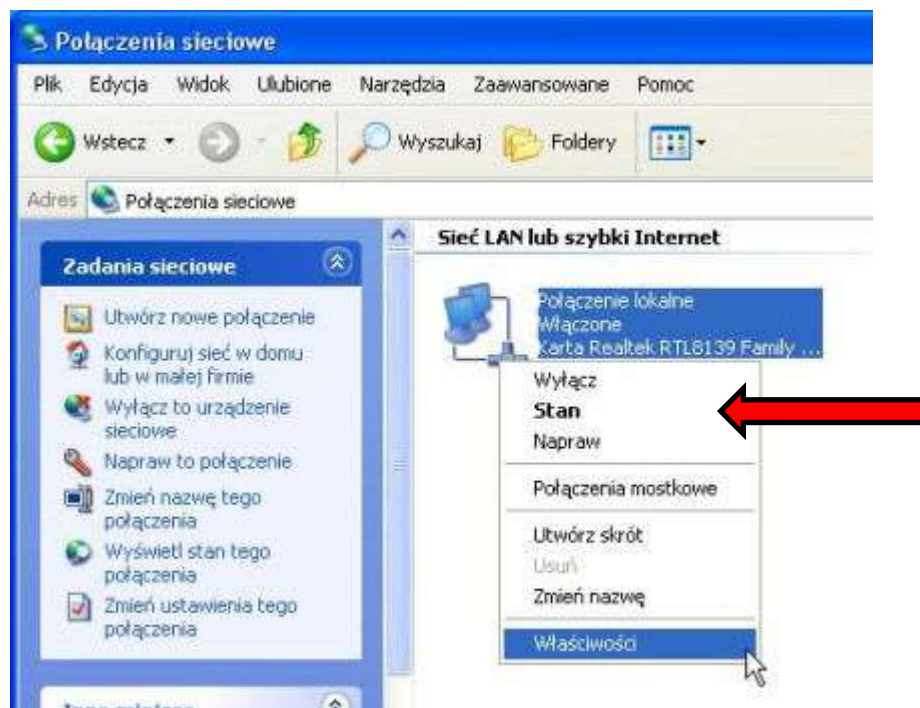 Połączenia sieciowe
Plik Edycja Widok Ulubione Narzędzia Zaawansowane Pomoc
Wstecz Wyszukaj Foldery
Adres Połączenia sieciowe
Zadania sieciowe
Utwórz nowe połączenie
Konfiguruj sieć w domu
lub w małej firmie
Wyłącz to urządzenie
sieciowe
Napraw to połączenie
Zmień nazwę tego
połączenia
Wyświetl stan tego
połączenia
Zmień ustawienia tego
połączenia
Sieć LAN lub szybki Internet
Połączenie lokalne
Włączone
Karta Realtek RTL8139 Family ...
Wyłącz
Stan
Napraw
Połączenia mostkowe
Utwórz skrót
Usuń
Zmień nazwę
Właściwości